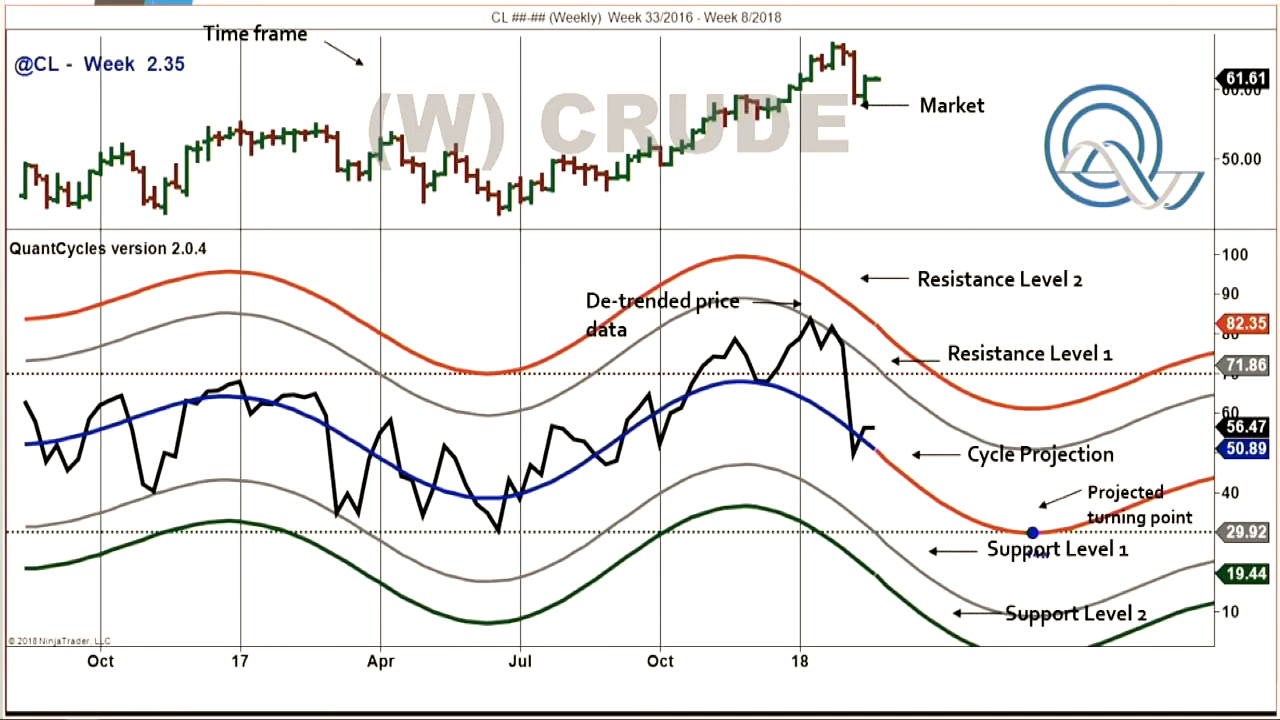 CL ##-## (Weekly) Week 33/2016 - Week 8/2018
Time frame
@CL - Week 2.35
(W) CRUDE
Market
61.61
60.00
50.00
QuantCycles version 2.0.4
100
Resistance Level 2
90
De-trended price
data
82.35
80
Resistance Level 1
71.86
70
60
56.47
50.89
Cycle Projection
40
Projected
turning point
29.92
Support Level 1
19.44
Support Level 2
10
© 2018 NinjaTrader, LLC
Oct 17 Apr Jul Oct 18